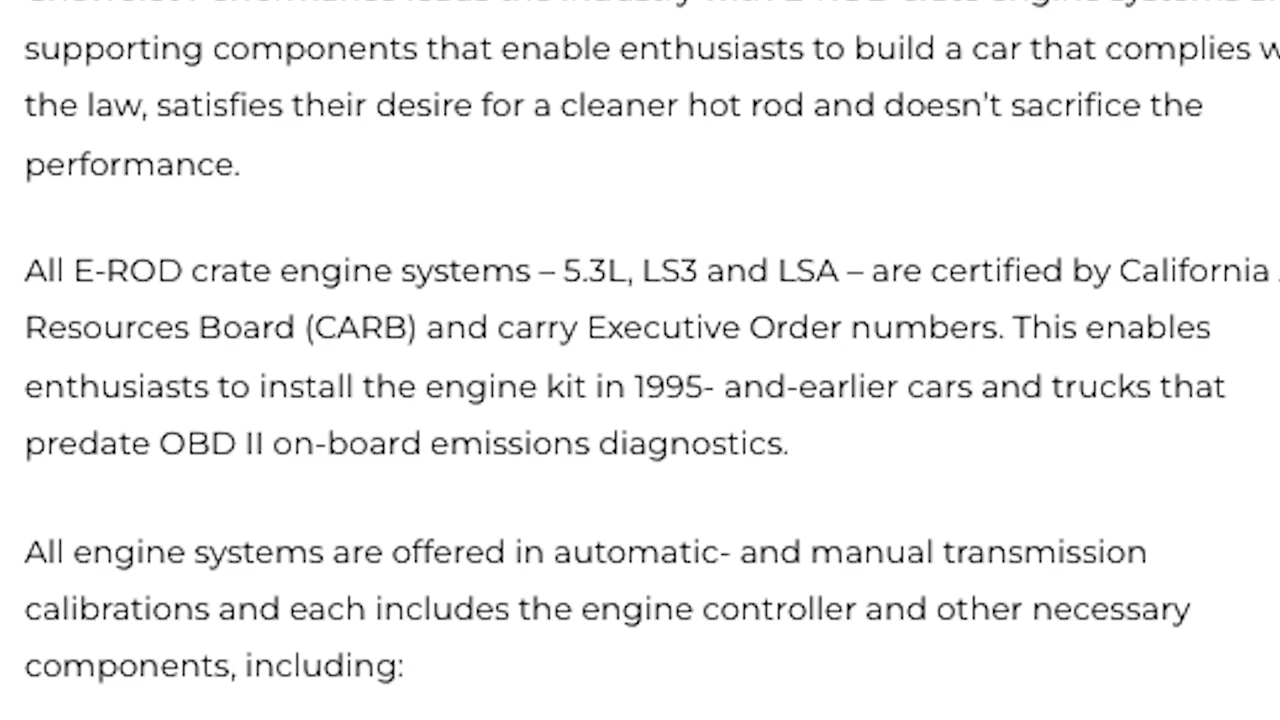 supporting components that enable enthusiasts to build a car that complies
the law, satisfies their desire for a cleaner hot rod and doesn't sacrifice the
performance.
All E-ROD crate engine systems – 5.3L, LS3 and LSA – are certified by California
Resources Board (CARB) and carry Executive Order numbers. This enables
enthusiasts to install the engine kit in 1995- and-earlier cars and trucks that
predate OBD II on-board emissions diagnostics.
All engine systems are offered in automatic- and manual transmission
calibrations and each includes the engine controller and other necessary
components, including: